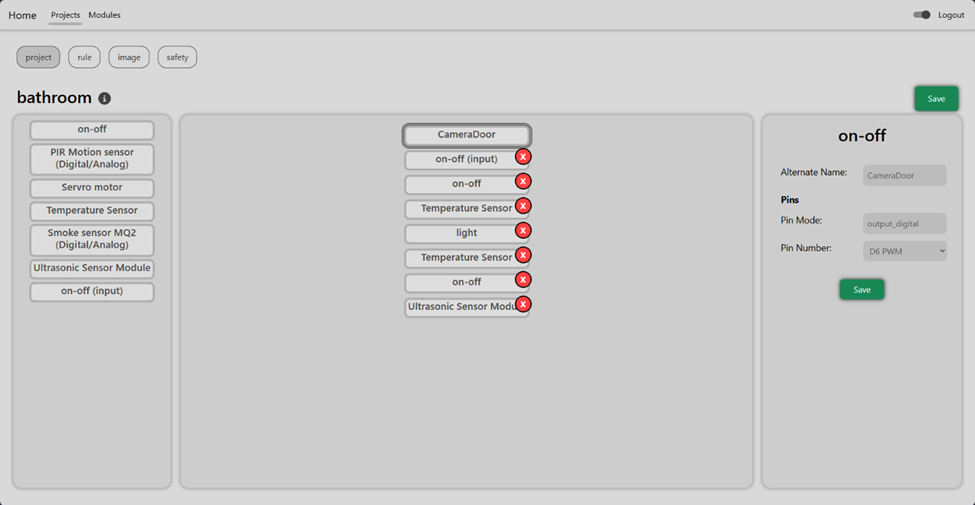 Home Projects Modules Logout
project rule image safety
bathroom i
Save
on-off
PIR Motion sensor
(Digital/Analog)
Servro motor
Temperature Sensor
Smoke sensor MQ2
(Digital/Analog)
Ultrasonic Sensor Module
on-off (input)
CameraDoor
on-off (input) X
on-off X
Temperature Sensor X
light X
Temperature Sensor X
on-off X
Ultrasonic Sensor Modu X
on-off
Alternate Name: CameraDoor
Pins
Pin Mode: output_digital
Pin Number: D6 PWM
Save